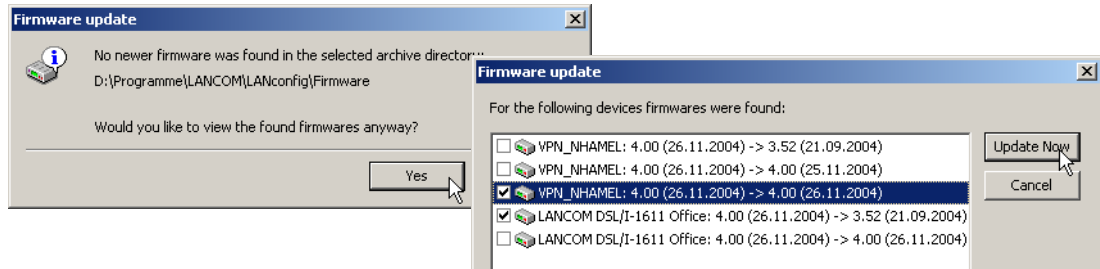 Firmware update
No newer firmware was found in the selected archive directory:
D:\Programme\LANCOM\LANconfig\Firmware
Would you like to view the found firmwares anyway?
Yes
Firmware update
For the following devices firmwares were found:
VPN_NHAMEL: 4.00 (26.11.2004) -> 3.52 (21.09.2004)
VPN_NHAMEL: 4.00 (26.11.2004) -> 4.00 (25.11.2004)
VPN_NHAMEL: 4.00 (26.11.2004) -> 4.00 (26.11.2004)
LANCOM DSL/I-1611 Office: 4.00 (26.11.2004) -> 3.52 (21.09.2004)
LANCOM DSL/I-1611 Office: 4.00 (26.11.2004) -> 4.00 (26.11.2004)
Update Now
Cancel